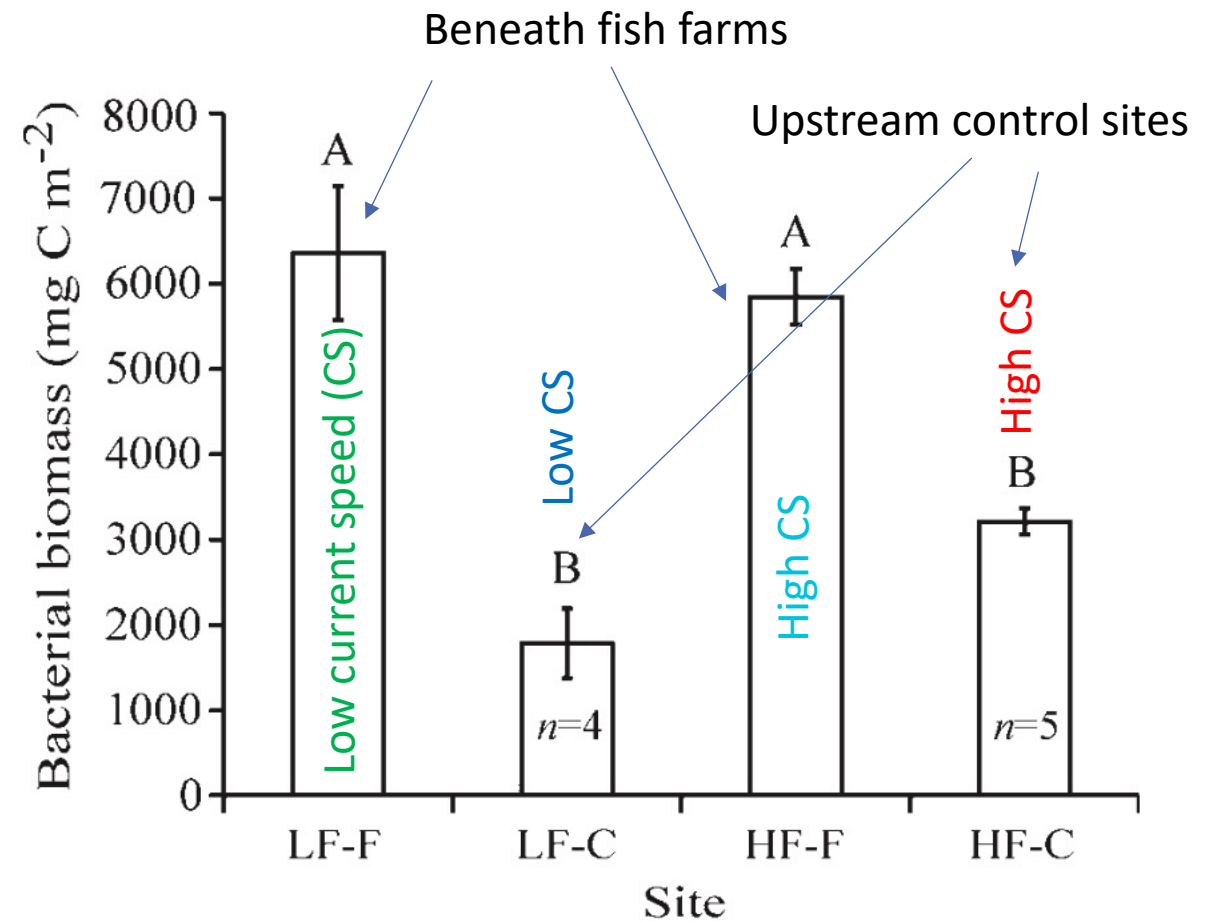 Beneath fish farms
Upstream control sites
Bacterial biomass (mg C m⁻²)
8000
7000
6000
5000
4000
3000
2000
1000
0
A
Low current speed (CS)
Low CS
B
n=4
A
High CS
High CS
B
n=5
LF-F LF-C HF-F HF-C
Site